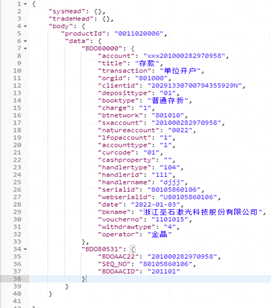 1 {
2 "sysHead": {},
3 "tradeHead": {},
4 "body": {
5 "productId": "0011020006",
6 "data": {
7 "BDO80000": {
8 "account": "xxx201000282970958",
9 "title": "存款",
10 "transaction": "单位开户",
11 "orgid": "801000",
12 "clientid": "20291330700794355929N",
13 "deposittype": "01",
14 "booktype": "普通存折",
15 "charge": "1",
16 "btnetwork": "801010",
17 "sxaccount": "201000282970958",
18 "natureaccount": "0022",
19 "lfopaccount": "1",
20 "accounttype": "1",
21 "curcode": "01",
22 "cashproperty": "",
23 "handlertype": "104",
24 "handlerid": "111",
25 "handlername": "djjj",
26 "serialid": "80105860106",
27 "webserialid": "UB0105860106",
28 "date": "2022-01-03",
29 "bkname": "浙江圣石激光科技股份有限公司",
30 "voucherno": "1101015",
31 "withdrawtype": "4",
32 "operator": "金晶"
33 },
34 "BDO80531": {
35 "BDOAAC22": "201000282970958",
36 "SEQ_NO": "80105860106",
37 "BDOAACID": "201101"
38 }
39 }
40 }
41 }